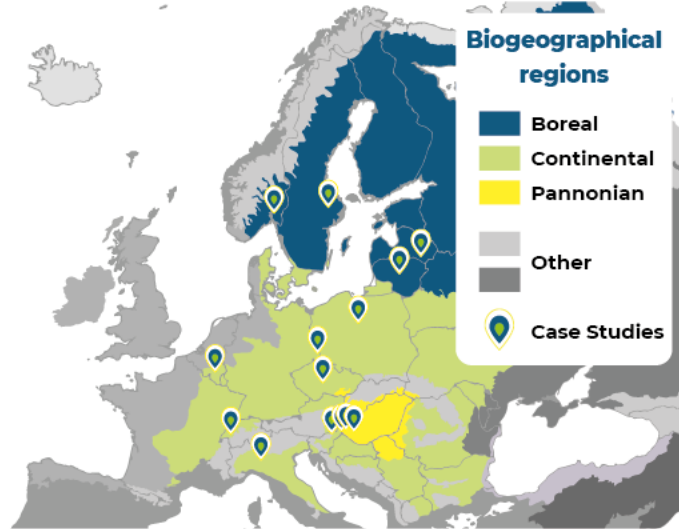 Biogeographical
regions
Boreal
Continental
Pannonian
Other
Case Studies